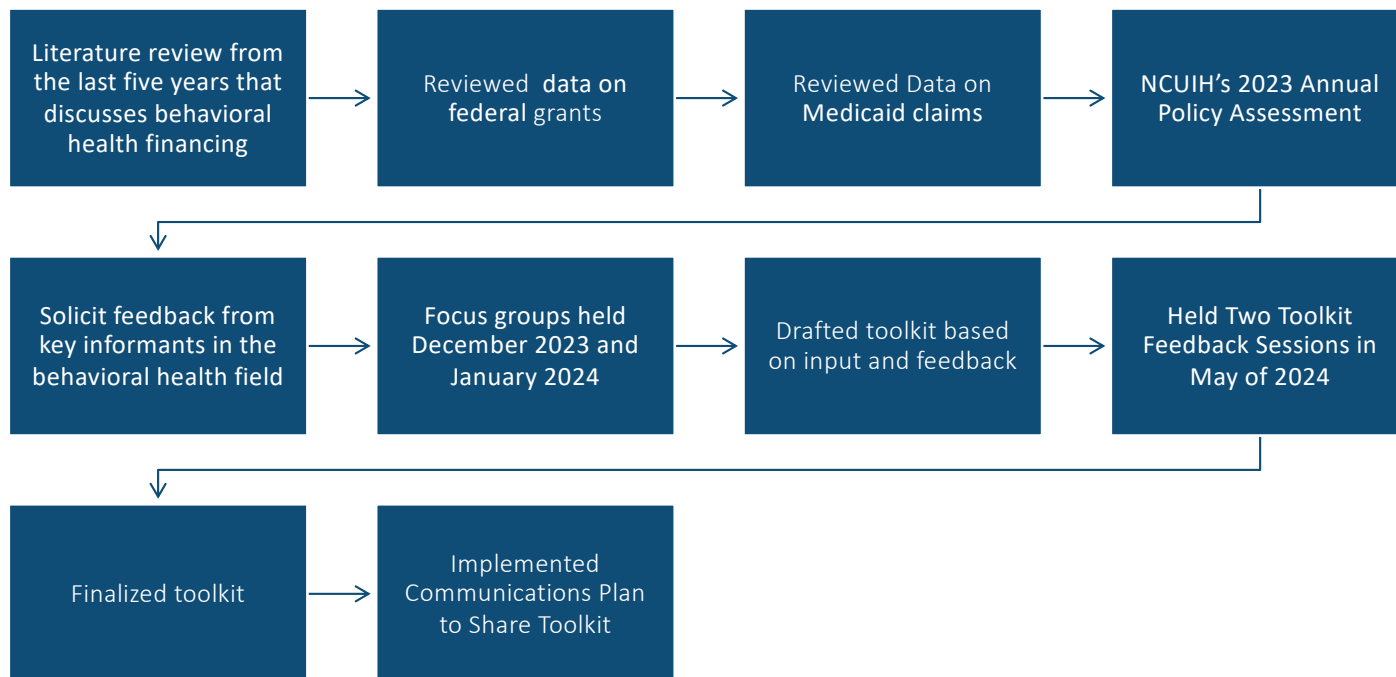 Literature review from
the last five years that
discusses behavioral
health financing
Reviewed data on
federal grants
Reviewed Data on
Medicaid claims
NCUIH’s 2023 Annual
Policy Assessment
Solicit feedback from
key informants in the
behavioral health field
Focus groups held
December 2023 and
January 2024
Drafted toolkit based
on input and feedback
Held Two Toolkit
Feedback Sessions in
May of 2024
Finalized toolkit
Implemented
Communications Plan
to Share Toolkit